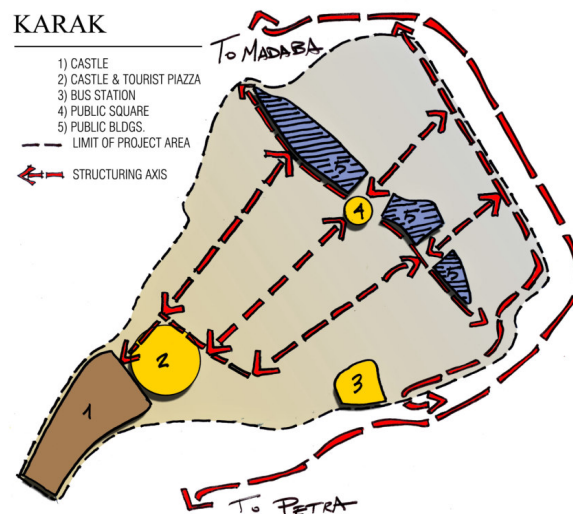 KARAK
1) CASTLE
2) CASTLE & TOURIST PIAZZA
3) BUS STATION
4) PUBLIC SQUARE
5) PUBLIC BLDGS.
LIMIT OF PROJECT AREA
STRUCTURING AXIS
TO MADABA
5
4
5
5
2
3
1
TO PETRA